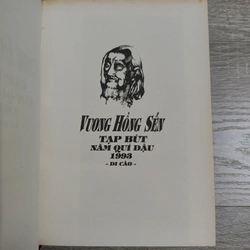 VƯƠNG HỒNG SỂN
TẠP BÚT
NĂM QUÍ DẬU
1993
- DI CẢO -